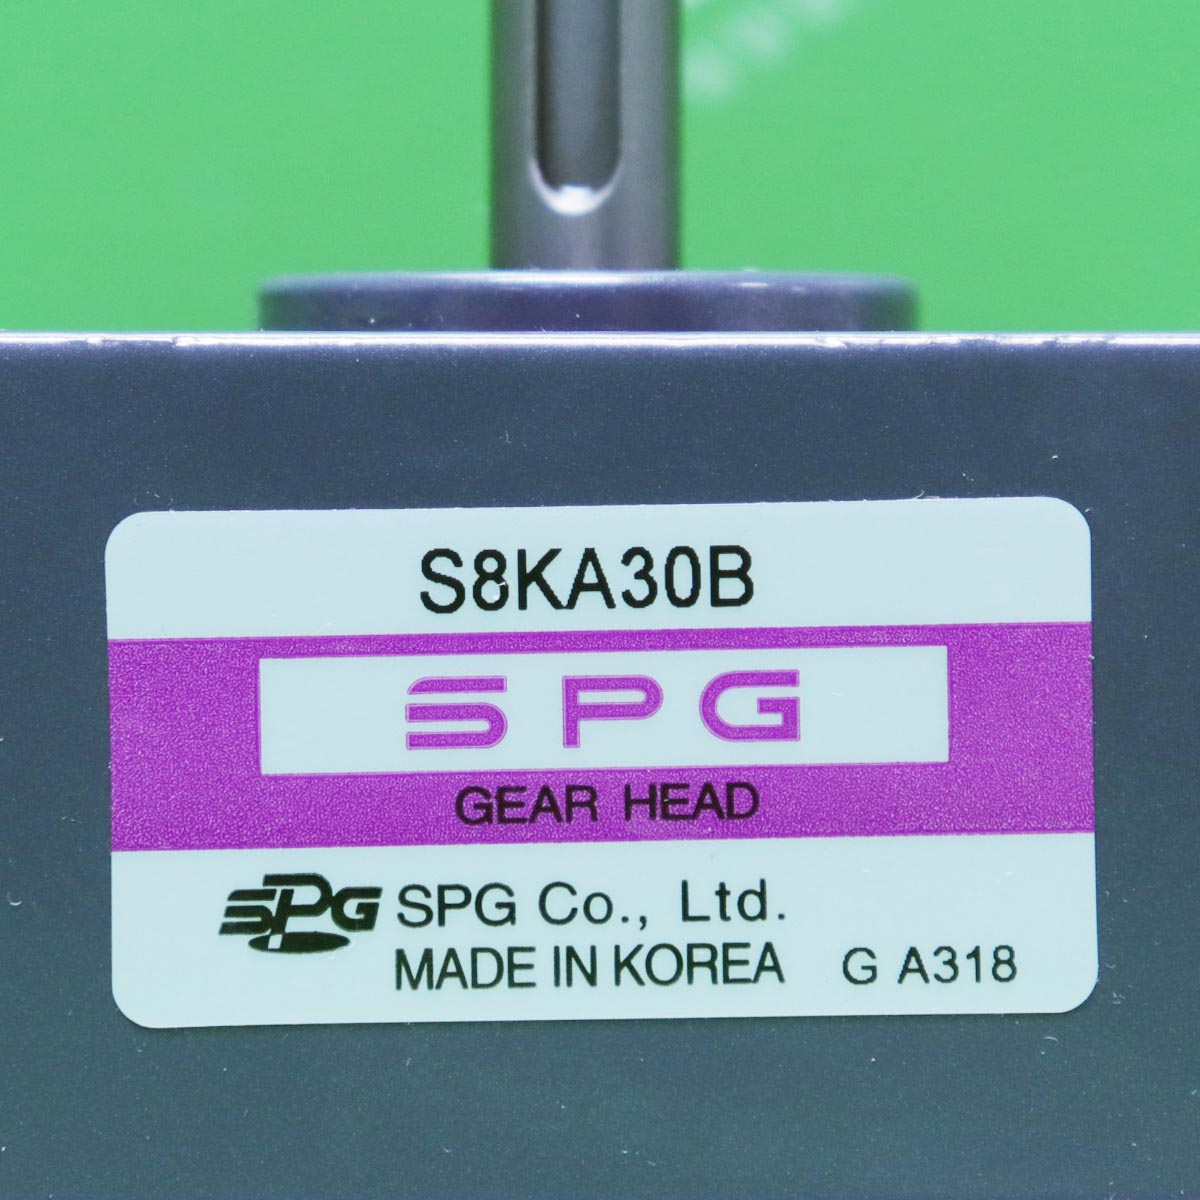 S8KA30B
SPG
GEAR HEAD
SPG SPG Co., Ltd.
MADE IN KOREA G A318